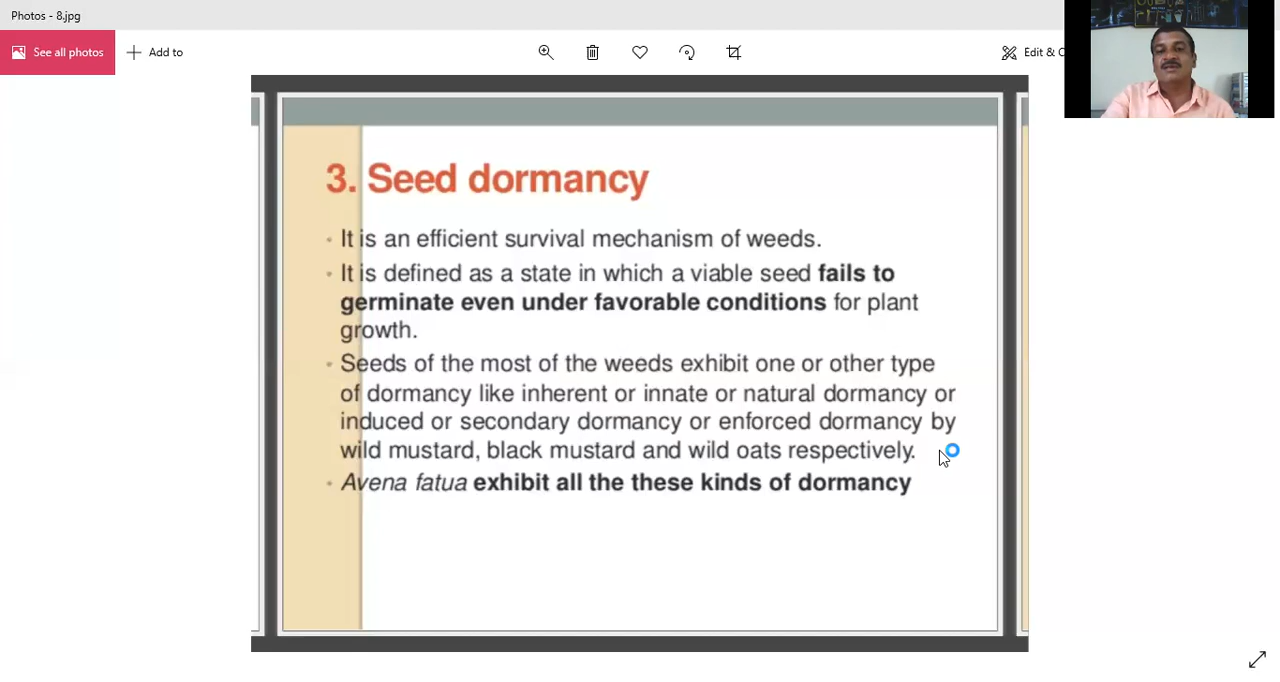 Photos - 8.jpg
See all photos
Add to
Edit & C
3. Seed dormancy
• It is an efficient survival mechanism of weeds.
• It is defined as a state in which a viable seed fails to
germinate even under favorable conditions for plant
growth.
• Seeds of the most of the weeds exhibit one or other type
of dormancy like inherent or innate or natural dormancy or
induced or secondary dormancy or enforced dormancy by
wild mustard, black mustard and wild oats respectively.
• Avena fatua exhibit all the these kinds of dormancy